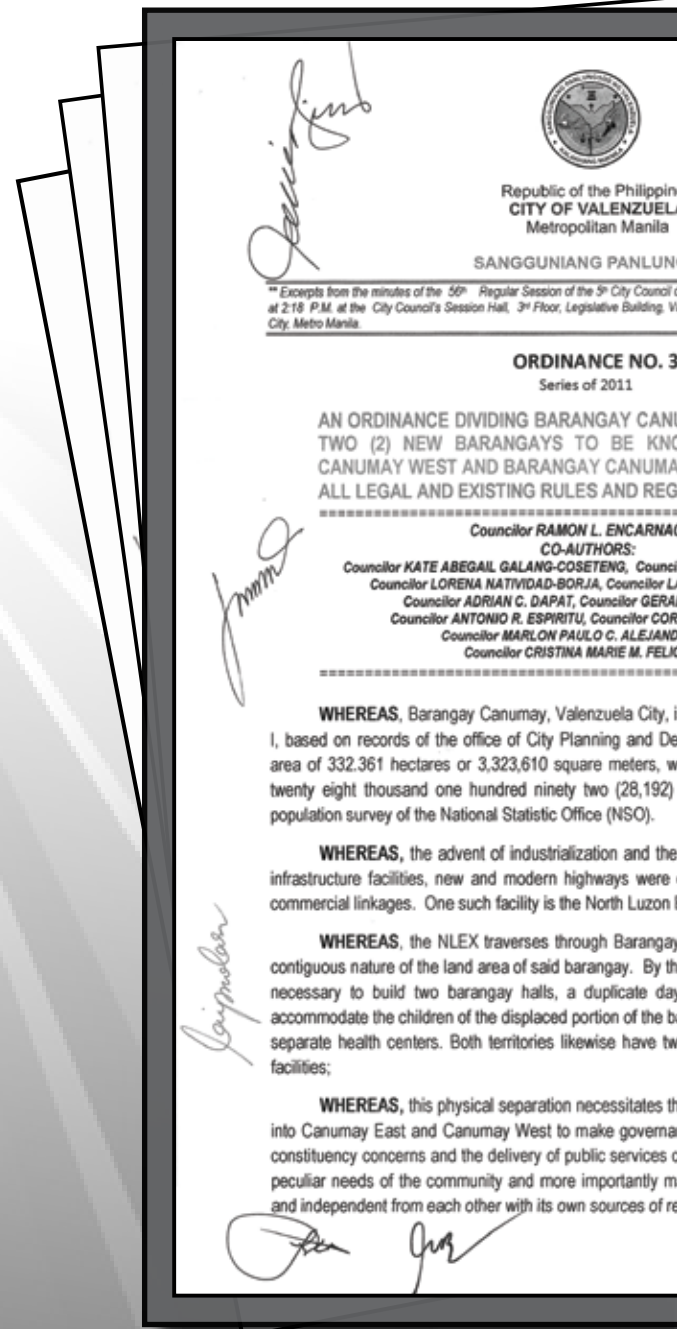 Republic of the Philippin
CITY OF VALENZUELA
Metropolitan Manila
SANGGUNIANG PANLUN
** Excerpts from the minutes of the 56th Regular Session of the 5th City Council
at 2:18 P.M. at the City Council's Session Hall, 3rd Floor, Legislative Building, V
City, Metro Manila.
ORDINANCE NO. 3
Series of 2011
AN ORDINANCE DIVIDING BARANGAY CANU
TWO (2) NEW BARANGAYS TO BE KNO
CANUMAY WEST AND BARANGAY CANUMA
ALL LEGAL AND EXISTING RULES AND REG
Councilor RAMON L. ENCARNAC
CO-AUTHORS:
Councilor KATE ABEGAIL GALANG-COSETENG, Councilo
Councilor LORENA NATIVIDAD-BORJA, Councilor LA
Councilor ADRIAN C. DAPAT, Councilor GERAL
Councilor ANTONIO R. ESPIRITU, Councilor COR
Councilor MARLON PAULO C. ALEJAND
Councilor CRISTINA MARIE M. FELIC
WHEREAS, Barangay Canumay, Valenzuela City, i
I, based on records of the office of City Planning and De
area of 332.361 hectares or 3,323,610 square meters, w
twenty eight thousand one hundred ninety two (28,192)
population survey of the National Statistic Office (NSO).
WHEREAS, the advent of industrialization and the
infrastructure facilities, new and modern highways were
commercial linkages. One such facility is the North Luzon
WHEREAS, the NLEX traverses through Barangay
contiguous nature of the land area of said barangay. By th
necessary to build two barangay halls, a duplicate day
accommodate the children of the displaced portion of the ba
separate health centers. Both territories likewise have tw
facilities;
WHEREAS, this physical separation necessitates th
into Canumay East and Canumay West to make governa
constituency concerns and the delivery of public services
peculiar needs of the community and more importantly m
and independent from each other with its own sources of re